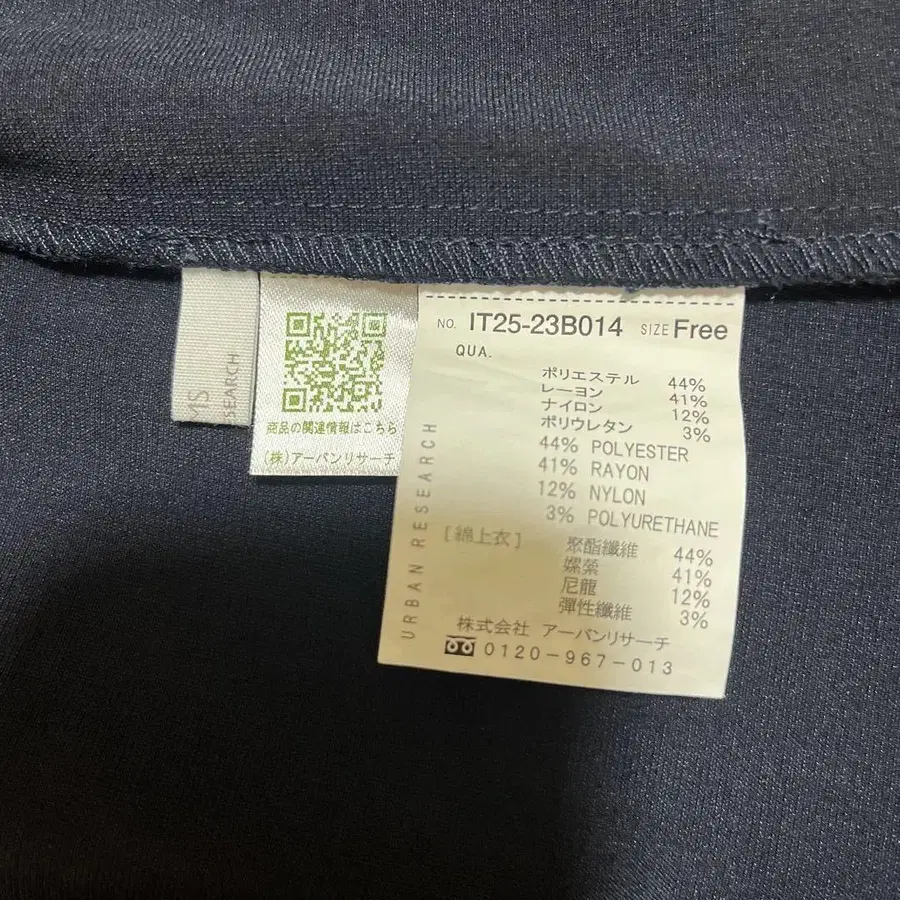 MS
SEARCH
商品の関連情報はこちら
(株)アーバンリサーチ
URBAN RESEARCH
NO. IT25-23B014 SIZE Free
QUA.
ポリエステル 44%
レーヨン 41%
ナイロン 12%
ポリウレタン 3%
44% POLYESTER
41% RAYON
12% NYLON
3% POLYURETHANE
[綿上衣]
聚酯纖維 44%
嫘縈 41%
尼龍 12%
彈性纖維 3%
株式会社 アーバンリサーチ
0120-967-013